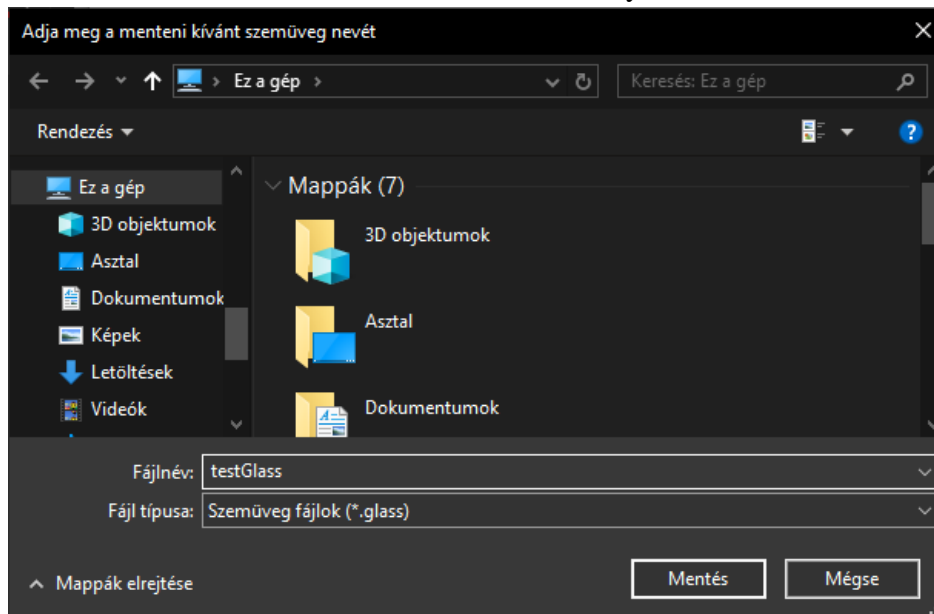 Adja meg a menteni kívánt szemüveg nevét
Ez a gép
Keresés: Ez a gép
Rendezés
Ez a gép
3D objektumok
Asztal
Dokumentumok
Képek
Letöltések
Videók
Mappák (7)
3D objektumok
Asztal
Dokumentumok
Fájlnév: testGlass
Fájl típusa: Szemüveg fájlok (*.glass)
Mappák elrejtése
Mentés
Mégse